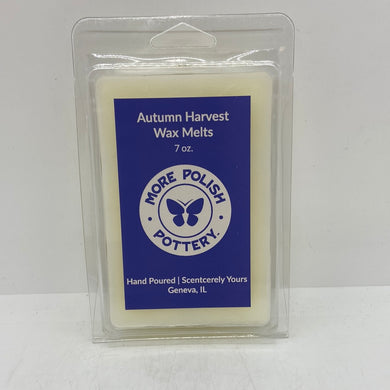 Autumn Harvest
Wax Melts
7 oz.
MORE POLISH
POTTERY.
Hand Poured | Scentcerely Yours
Geneva, IL